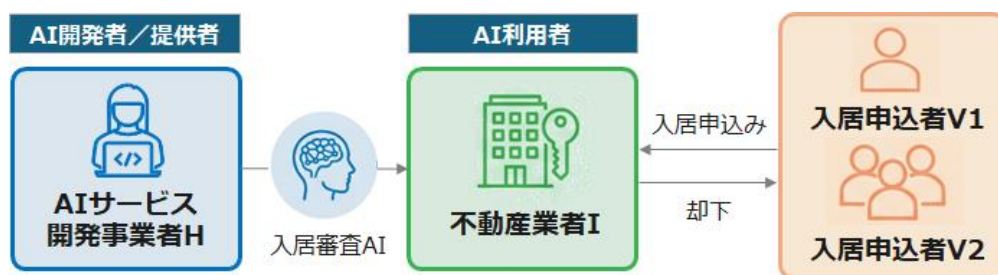 AI開発者／提供者
AI利用者
</>
AIサービス
開発事業者H
入居審査AI
不動産業者I
入居申込み
却下
入居申込者V1
入居申込者V2